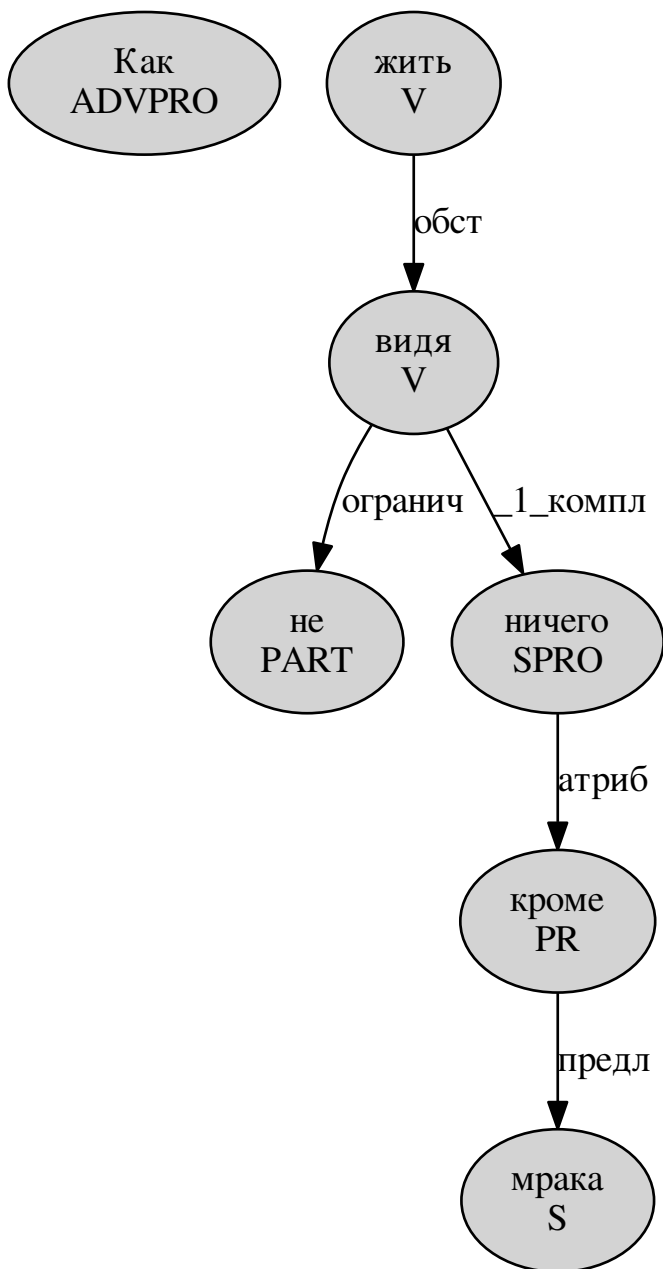 Как
ADVPRO
жить
V
обст
видя
V
огранич
_1_компл
не
PART
ничего
SPRO
атриб
кроме
PR
предл
мрака
S